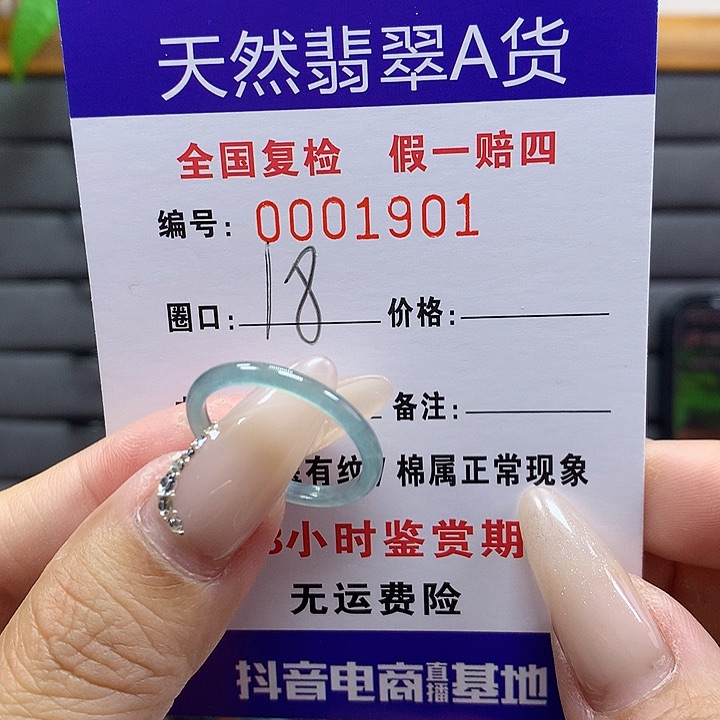 天然翡翠A货
全国复检 假一赔四
编号: 0001901
圈口: 18 价格:
备注:
有纹/棉属正常现象
小时鉴赏期
无运费险
抖音电商直播基地